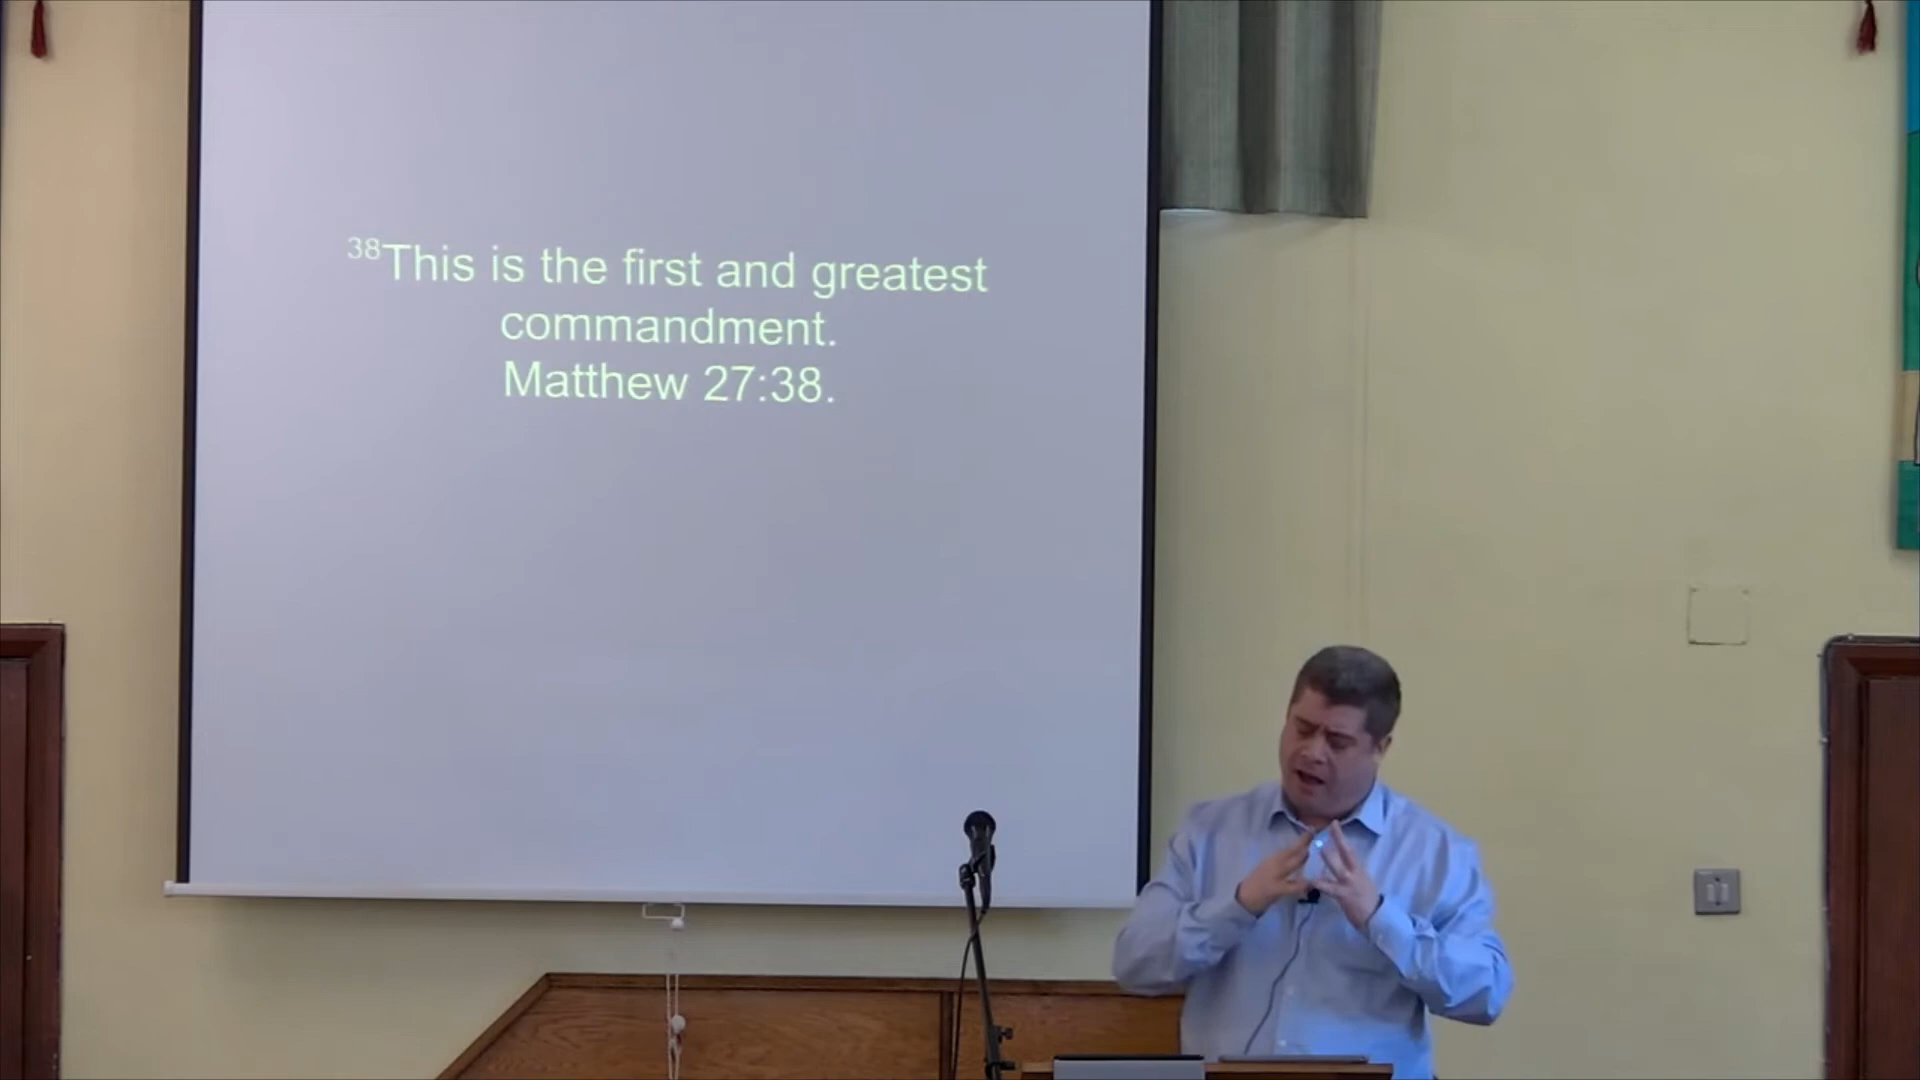 ³⁸This is the first and greatest
commandment.
Matthew 27:38.